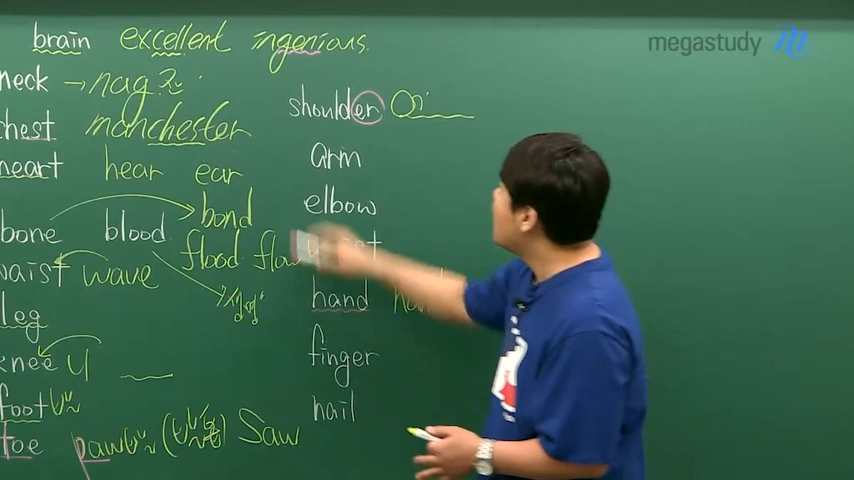 megastudy
brain excellent ingenious.
neck → nag
chest manchester
heart hear ear
bone blood bond
waist wave flood
leg
knee
foot
toe paw Saw
shoulder
arm
elbow
hand
finger
nail